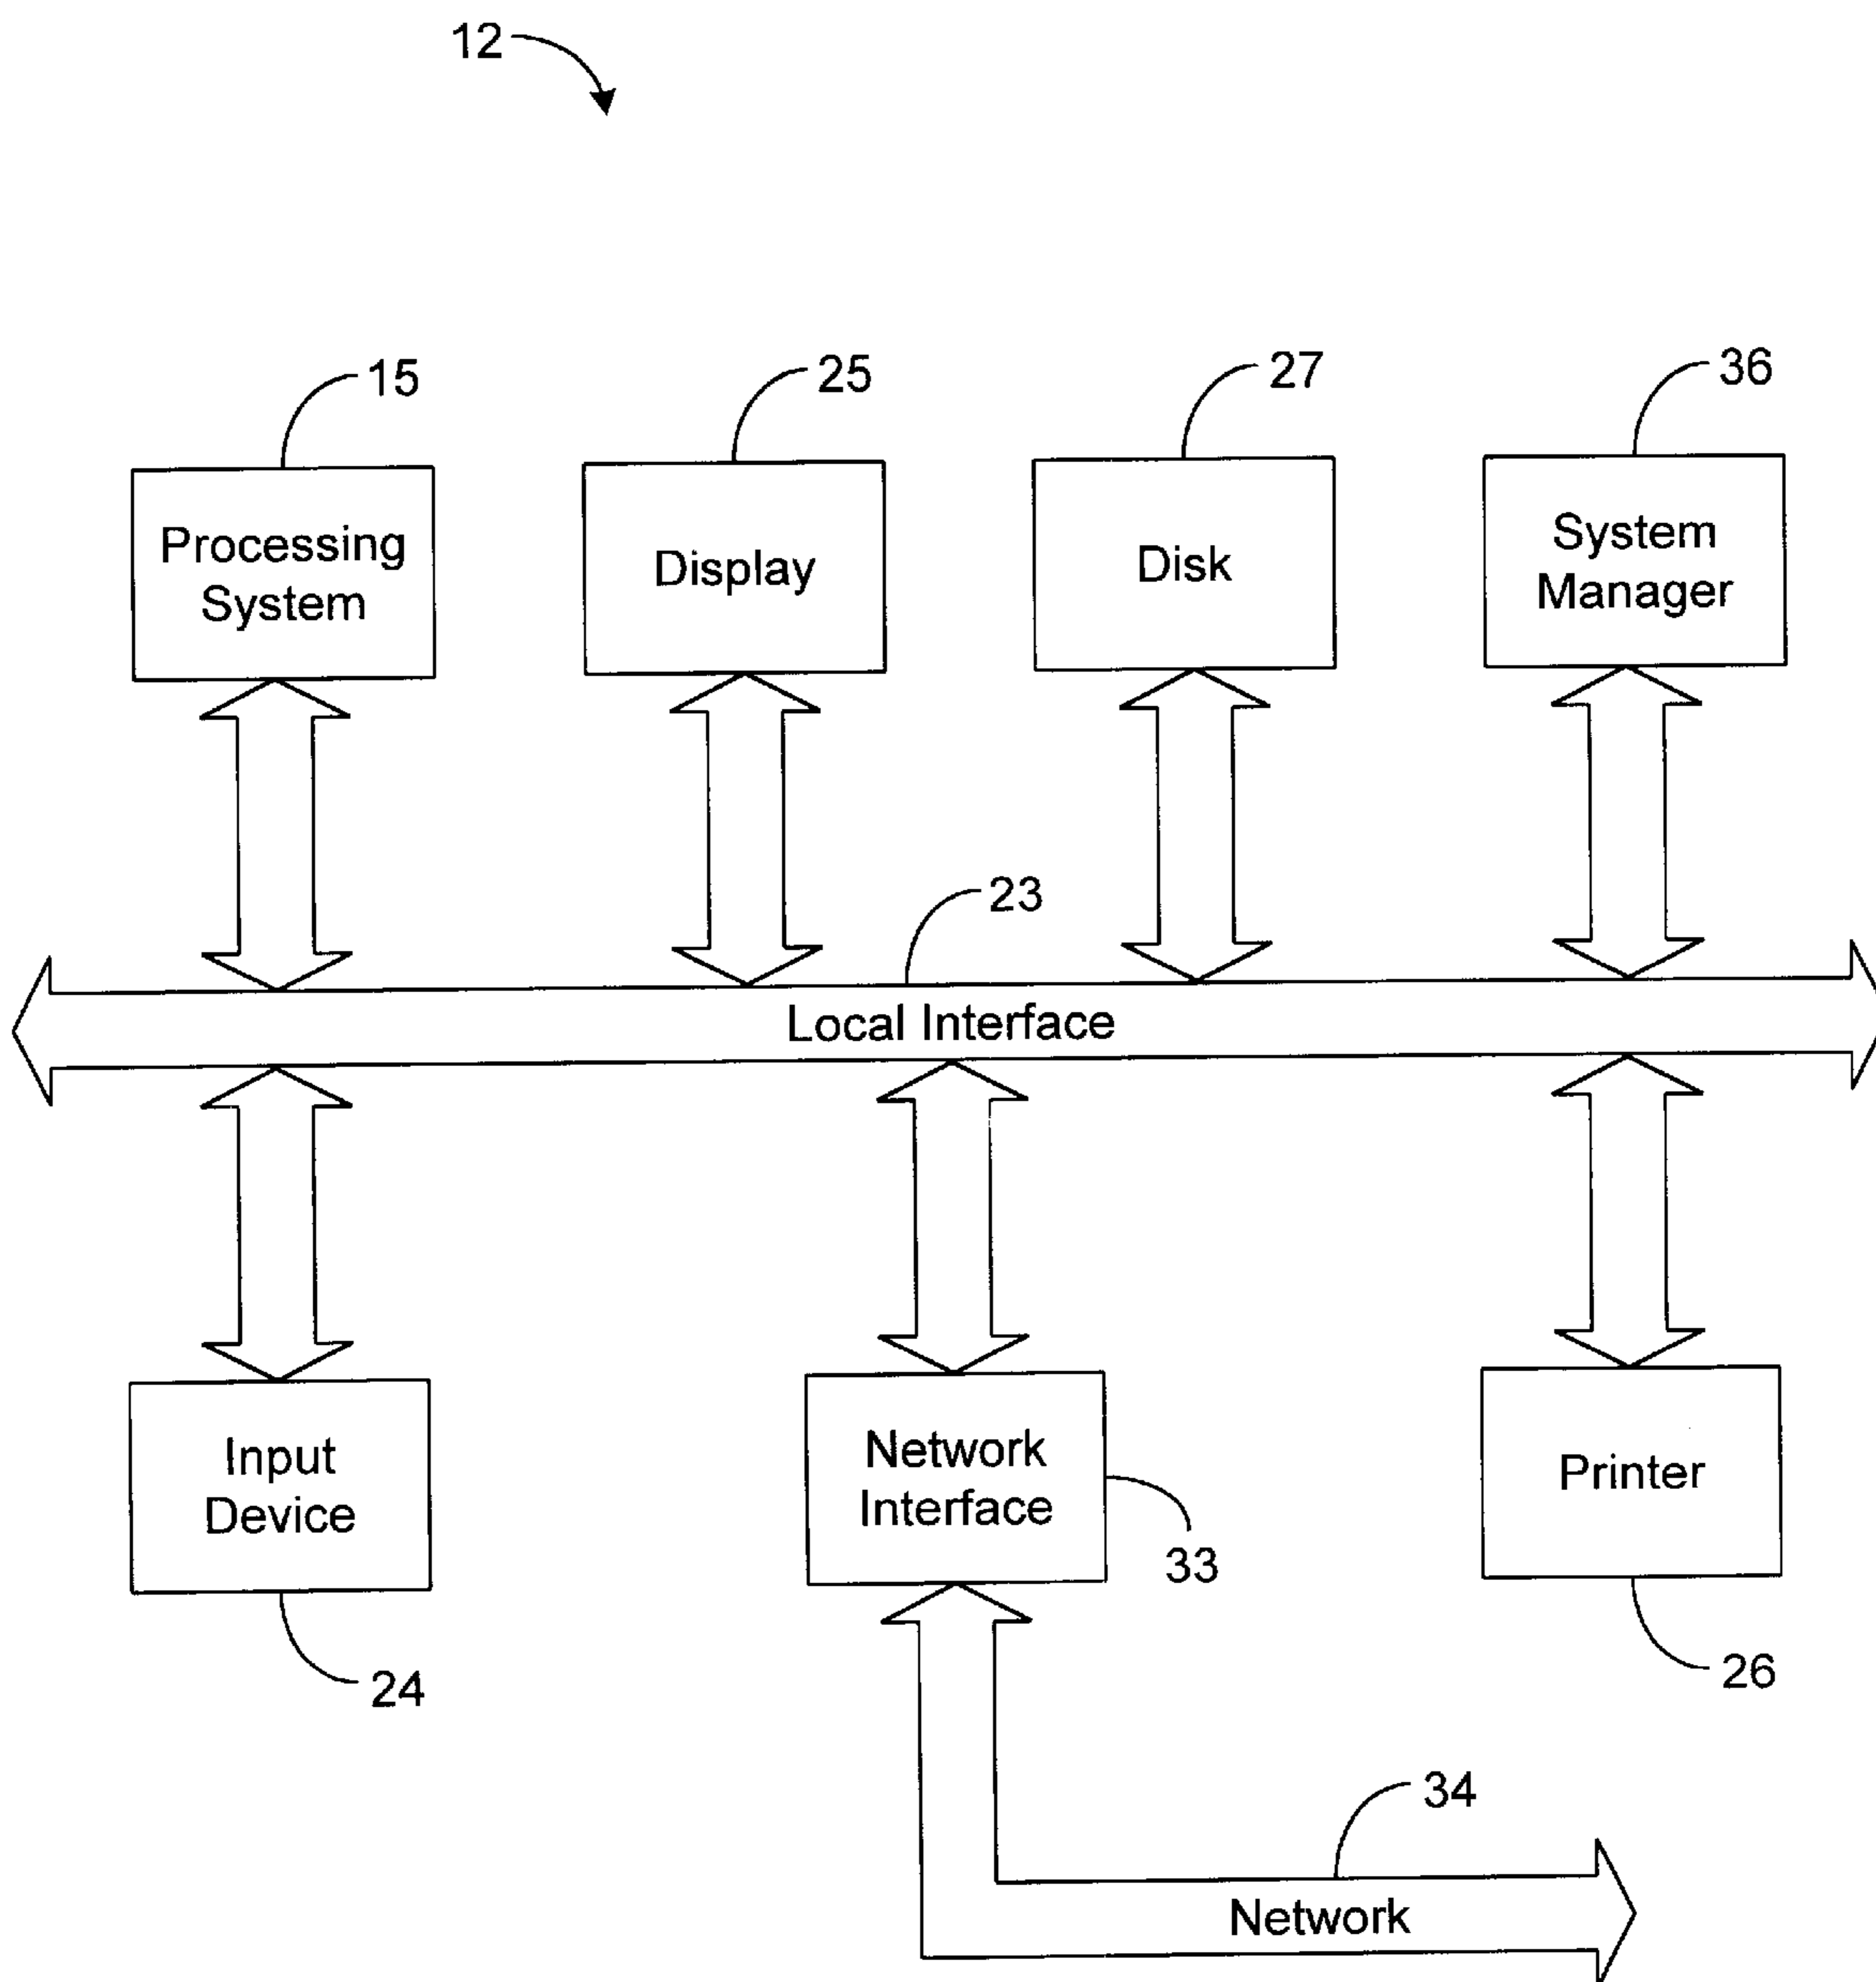 12
15
25
27
36
Processing
System
Display
Disk
System
Manager
23
Local Interface
Input
Device
Network
Interface
Printer
33
24
26
34
Network